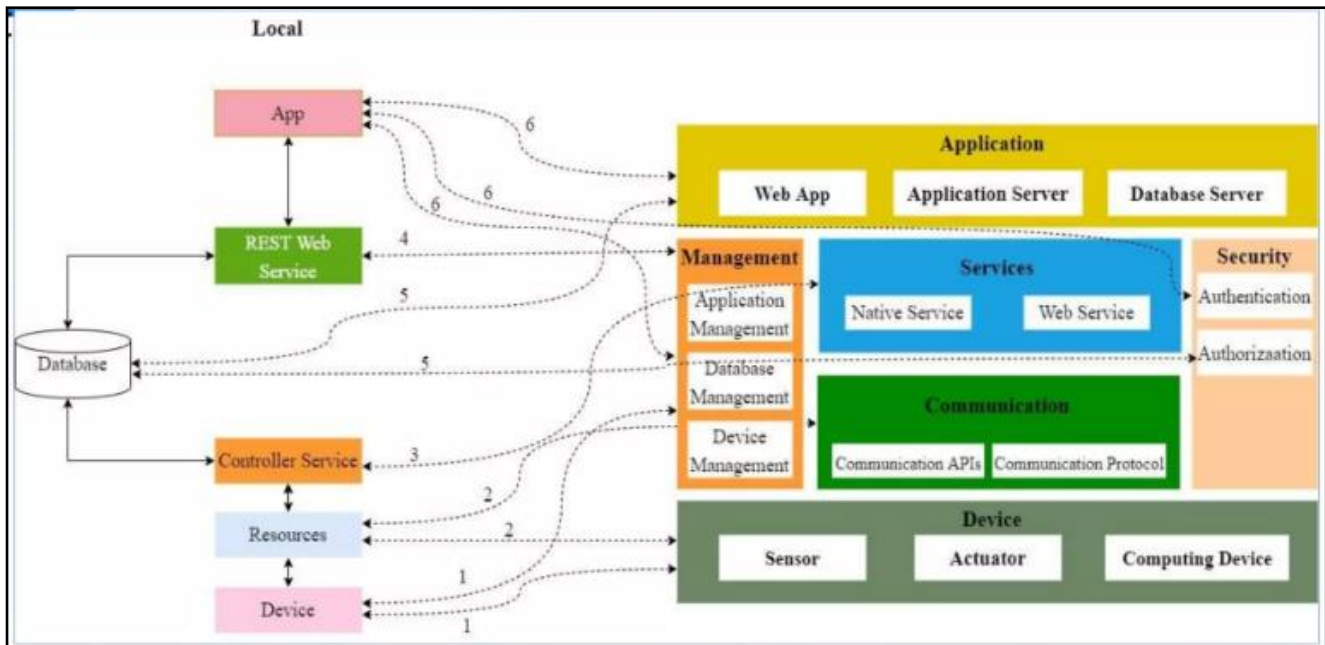 Local
App
REST Web
Service
Database
Controller Service
Resources
Device
6
6
6
4
5
5
3
2
2
1
1
Application
Web App
Application Server
Database Server
Management
Application
Management
Database
Management
Device
Management
Services
Native Service
Web Service
Security
Authentication
Authorizaation
Communication
Communication APIs
Communication Protocol
Device
Sensor
Actuator
Computing Device